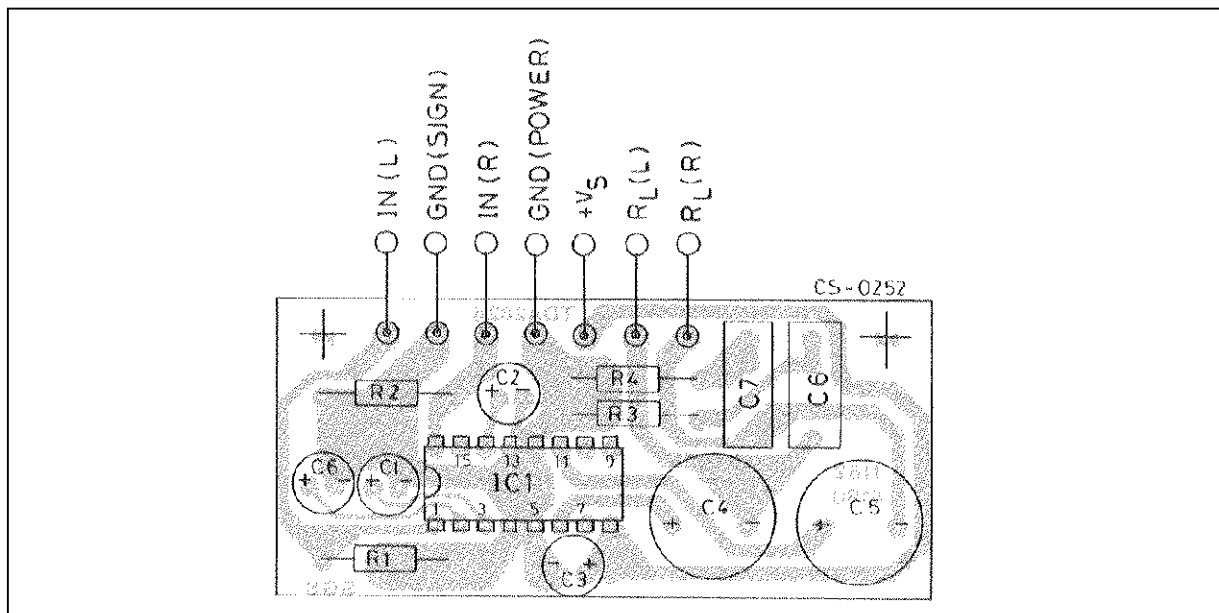 IN (L)
GND (SIGN)
IN (R)
GND (POWER)
+VS
RL (L)
RL (R)
CS-0252
R2
C2
R4
R3
C7
C6
15
13
11
9
C6
C1
IC1
1
3
5
7
C4
C5
R1
C3